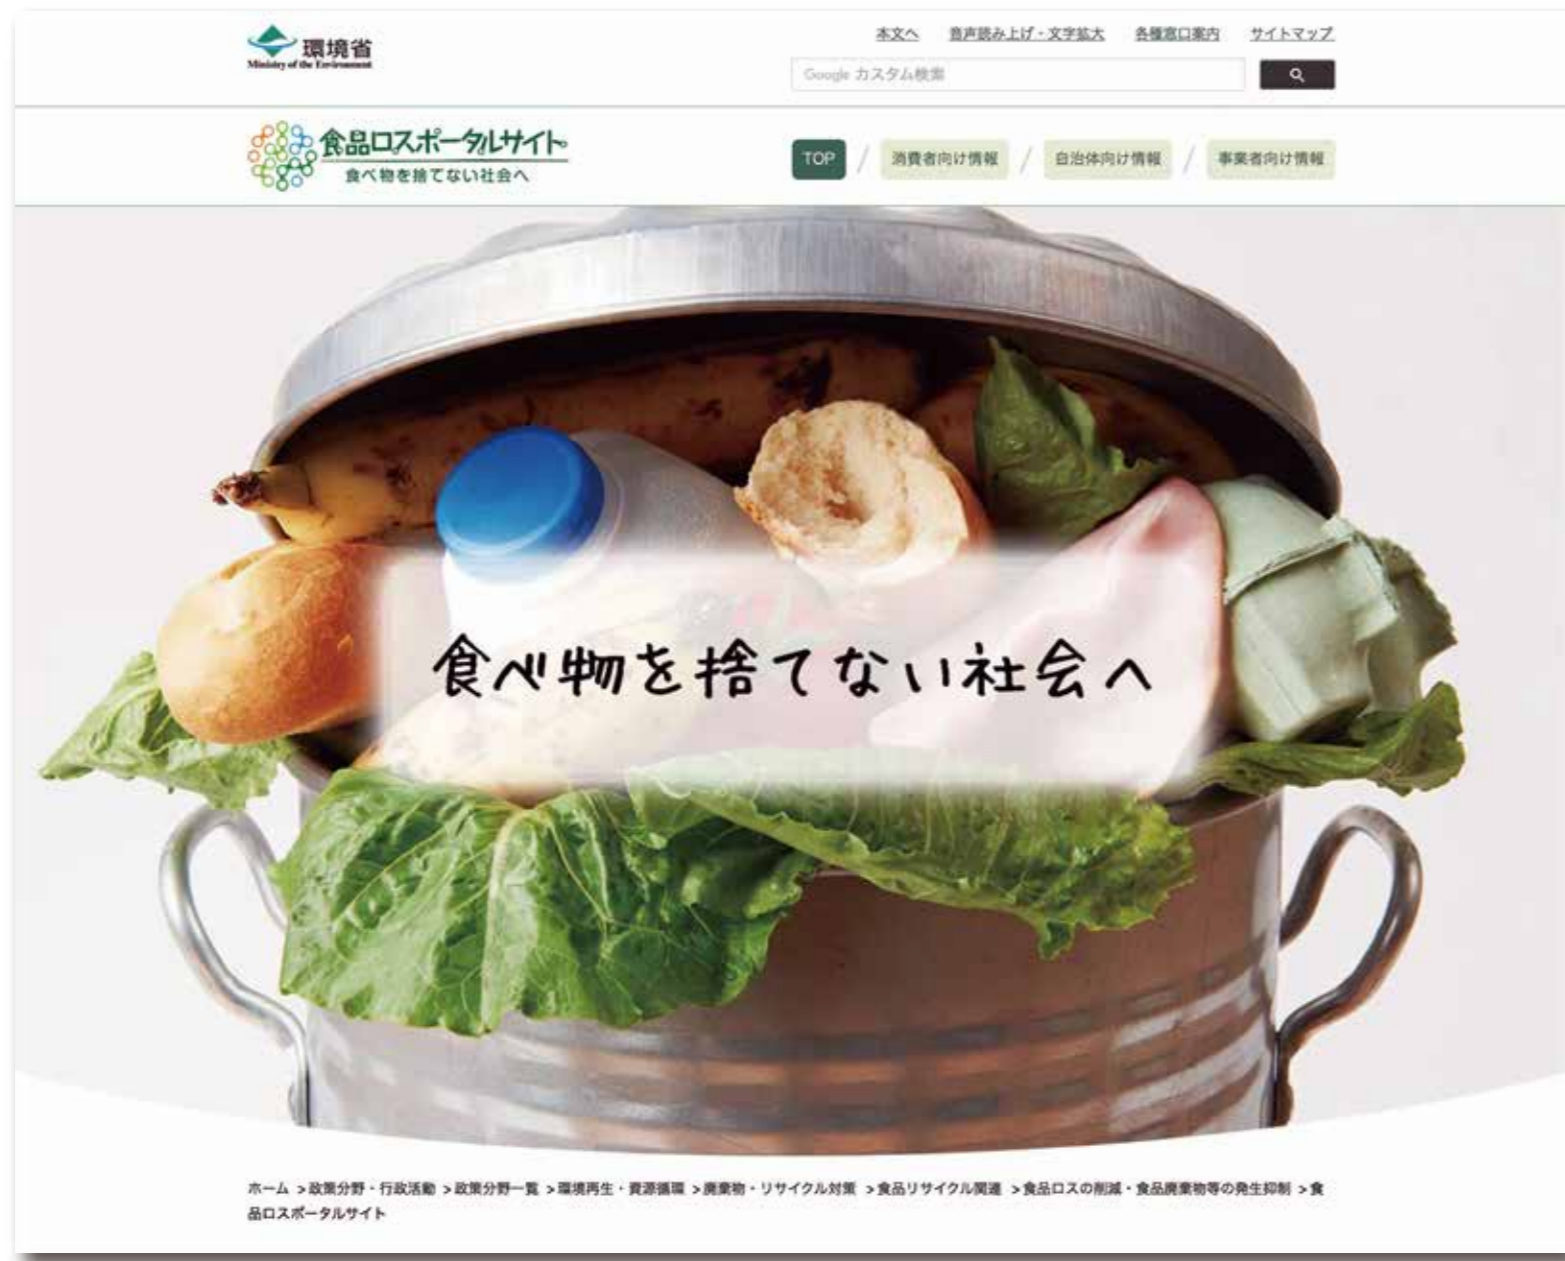 環境省
Ministry of the Environment
本文へ 音声読み上げ・文字拡大 各種窓口案内 サイトマップ
Google カスタム検索
食品ロスポータルサイト
食べ物を捨てない社会へ
TOP / 消費者向け情報 / 自治体向け情報 / 事業者向け情報
食べ物を捨てない社会へ
ホーム >政策分野・行政活動 >政策分野一覧 >環境再生・資源循環 >廃棄物・リサイクル対策 >食品リサイクル関連 >食品ロスの削減・食品廃棄物等の発生抑制 >食
品ロスポータルサイト